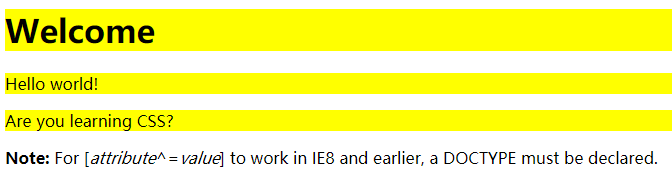 Welcome
Hello world!
Are you learning CSS?
Note: For [attribute^=value] to work in IE8 and earlier, a DOCTYPE must be declared.